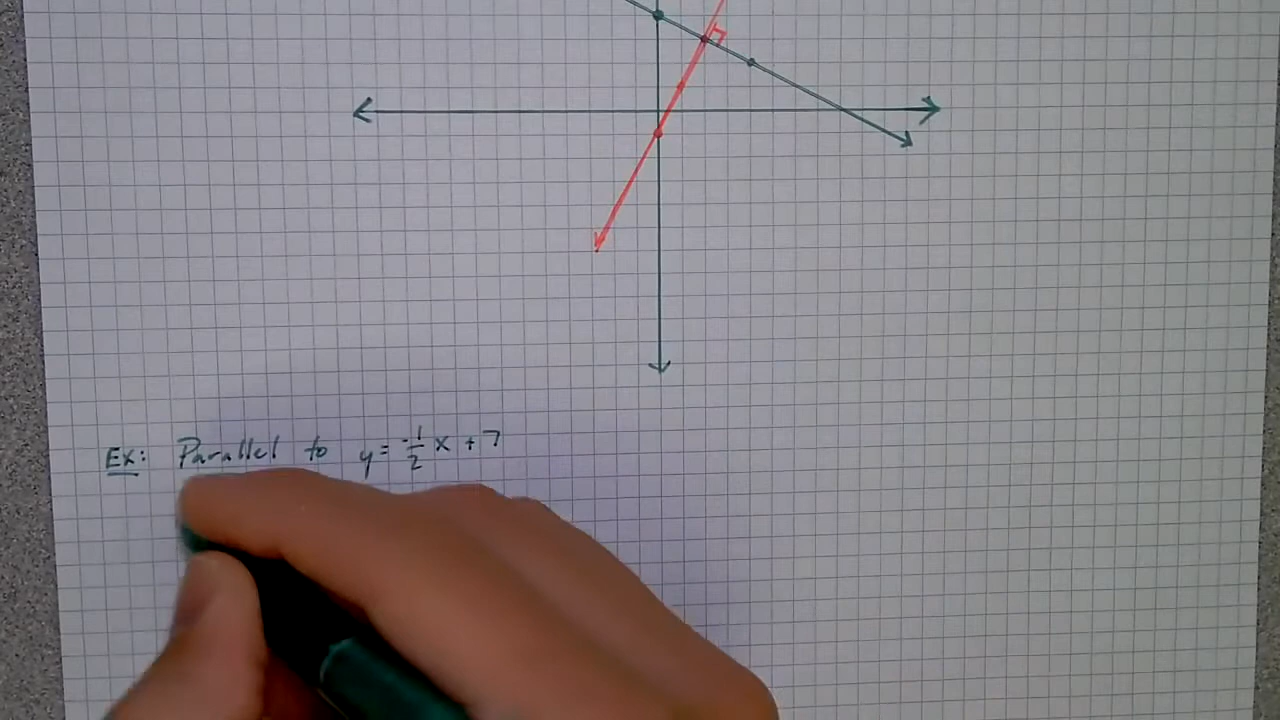 Ex: Parallel to y = -1/2 x + 7